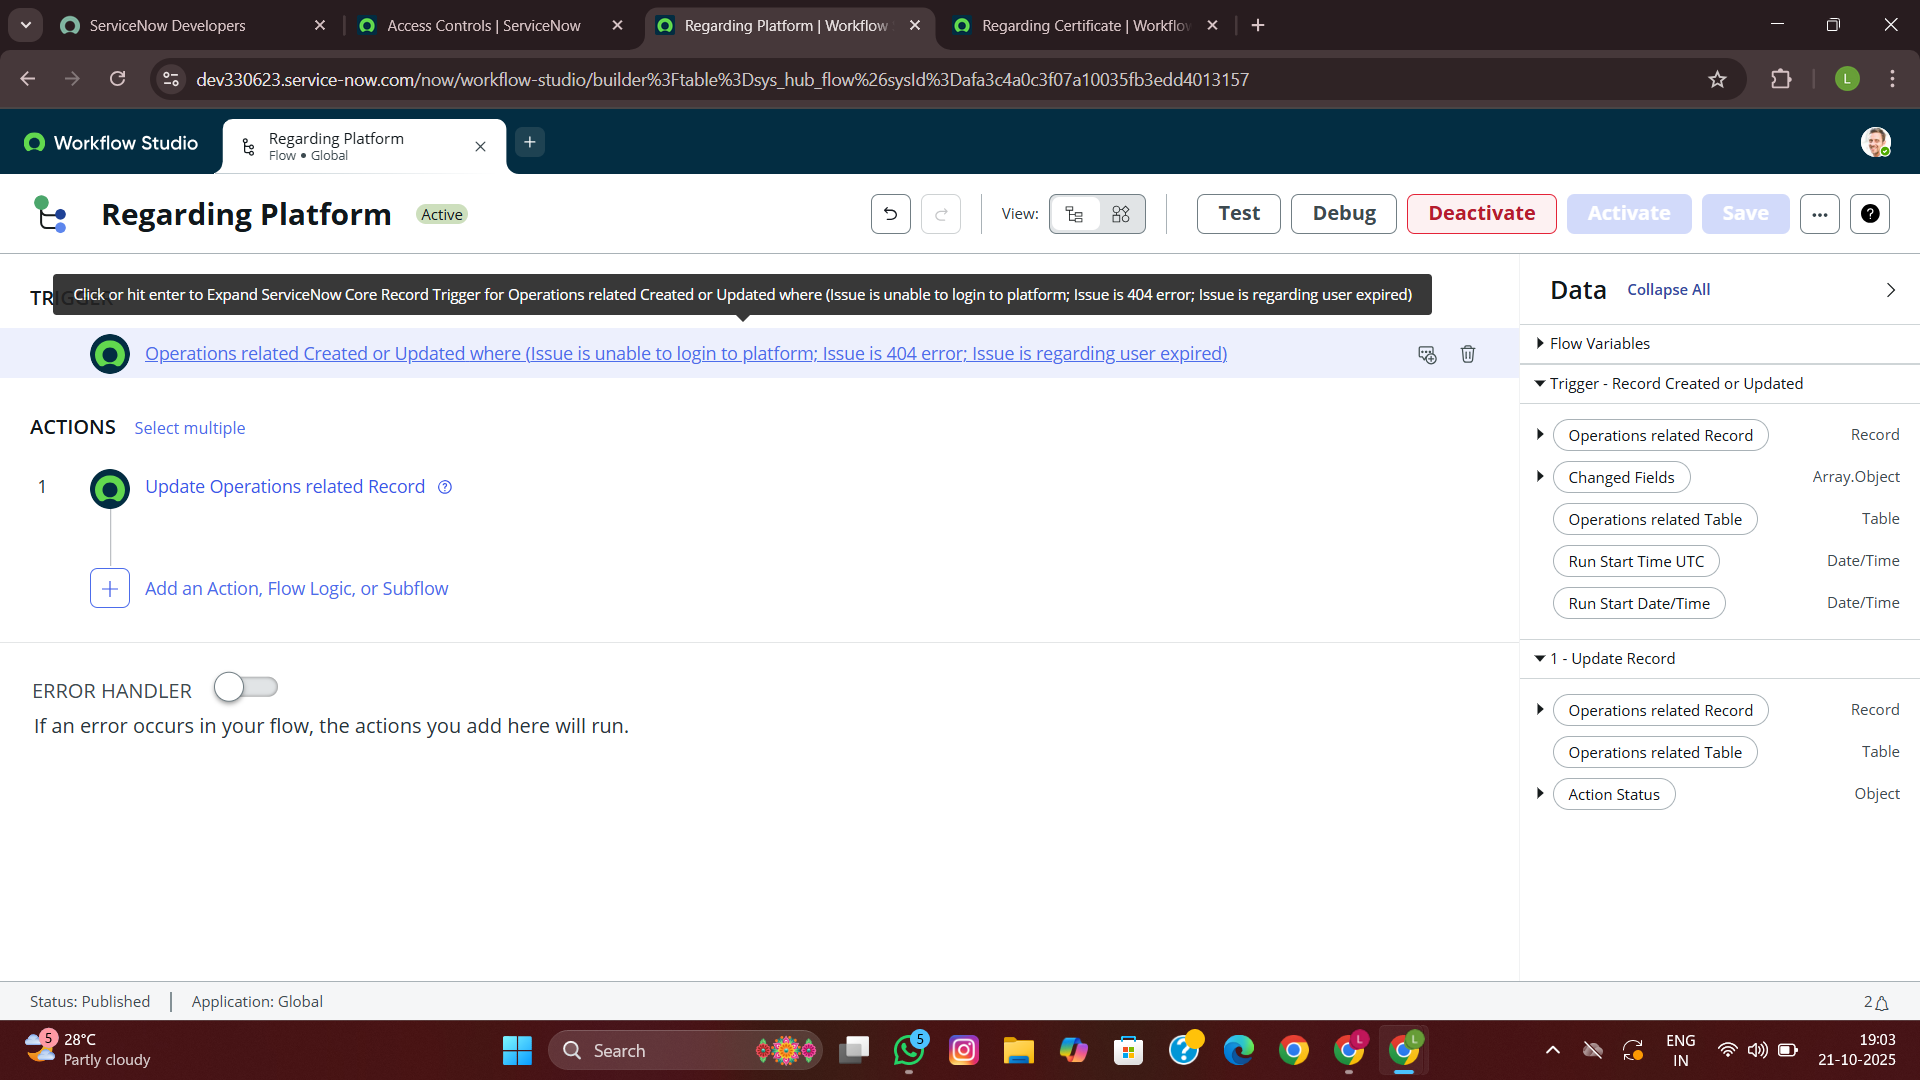 ServiceNow Developers
Access Controls | ServiceNow
Regarding Platform | Workflow
Regarding Certificate | Workflow
dev330623.service-now.com/now/workflow-studio/builder%3Ftable%3Dsys_hub_flow%26sysId%3Dafa3c4a0c3f07a10035fb3edd4013157
L
Workflow Studio
Regarding Platform
Flow • Global
Regarding Platform
Active
View:
Test
Debug
Deactivate
Activate
Save
Click or hit enter to Expand ServiceNow Core Record Trigger for Operations related Created or Updated where (Issue is unable to login to platform; Issue is 404 error; Issue is regarding user expired)
Operations related Created or Updated where (Issue is unable to login to platform; Issue is 404 error; Issue is regarding user expired)
ACTIONS
Select multiple
1
Update Operations related Record
Add an Action, Flow Logic, or Subflow
ERROR HANDLER
If an error occurs in your flow, the actions you add here will run.
Data
Collapse All
Flow Variables
Trigger - Record Created or Updated
Operations related Record
Record
Changed Fields
Array.Object
Operations related Table
Table
Run Start Time UTC
Date/Time
Run Start Date/Time
Date/Time
1 - Update Record
Operations related Record
Record
Operations related Table
Table
Action Status
Object
Status: Published
Application: Global
2
5
28°C
Partly cloudy
Search
5
L
L
ENG
IN
19:03
21-10-2025